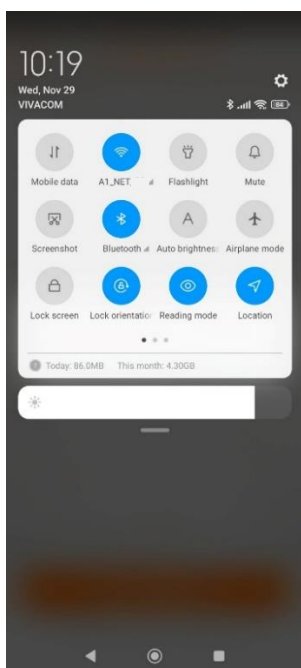 10:19
Wed, Nov 29
VIVACOM
84
Mobile data
A1_NET
Flashlight
Mute
Screenshot
Bluetooth
A
Auto brightness
Airplane mode
Lock screen
Lock orientatio
Reading mode
Location
Today: 86.0MB This month: 4.30GB